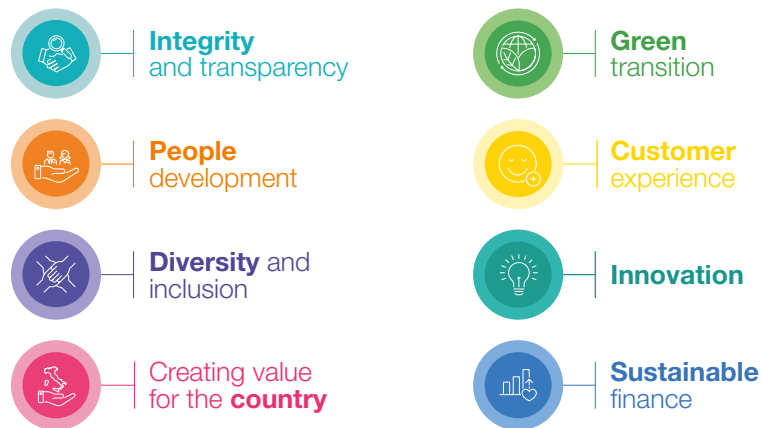 Integrity
and transparency
People
development
Diversity and
inclusion
Creating value
for the country
Green
transition
Customer
experience
Innovation
Sustainable
finance